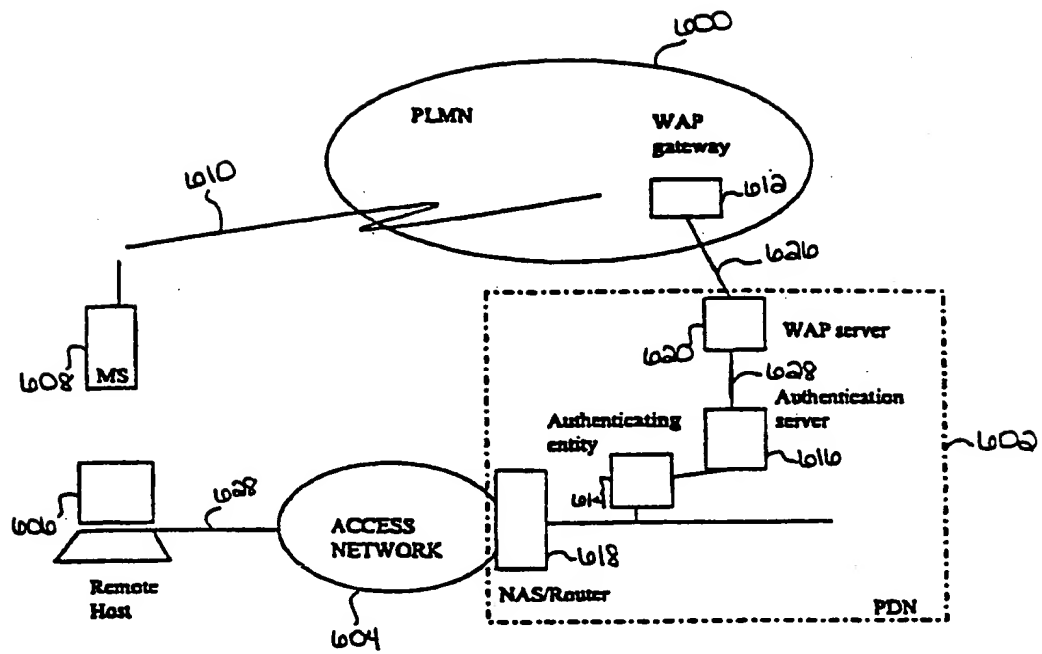 600
PLMN
WAP
gateway
612
610
626
WAP server
620
628
MS
608
Authentication
server
616
Authenticating
entity
614
602
606
628
ACCESS
NETWORK
618
Remote
Host
NAS/Router
604
PDN